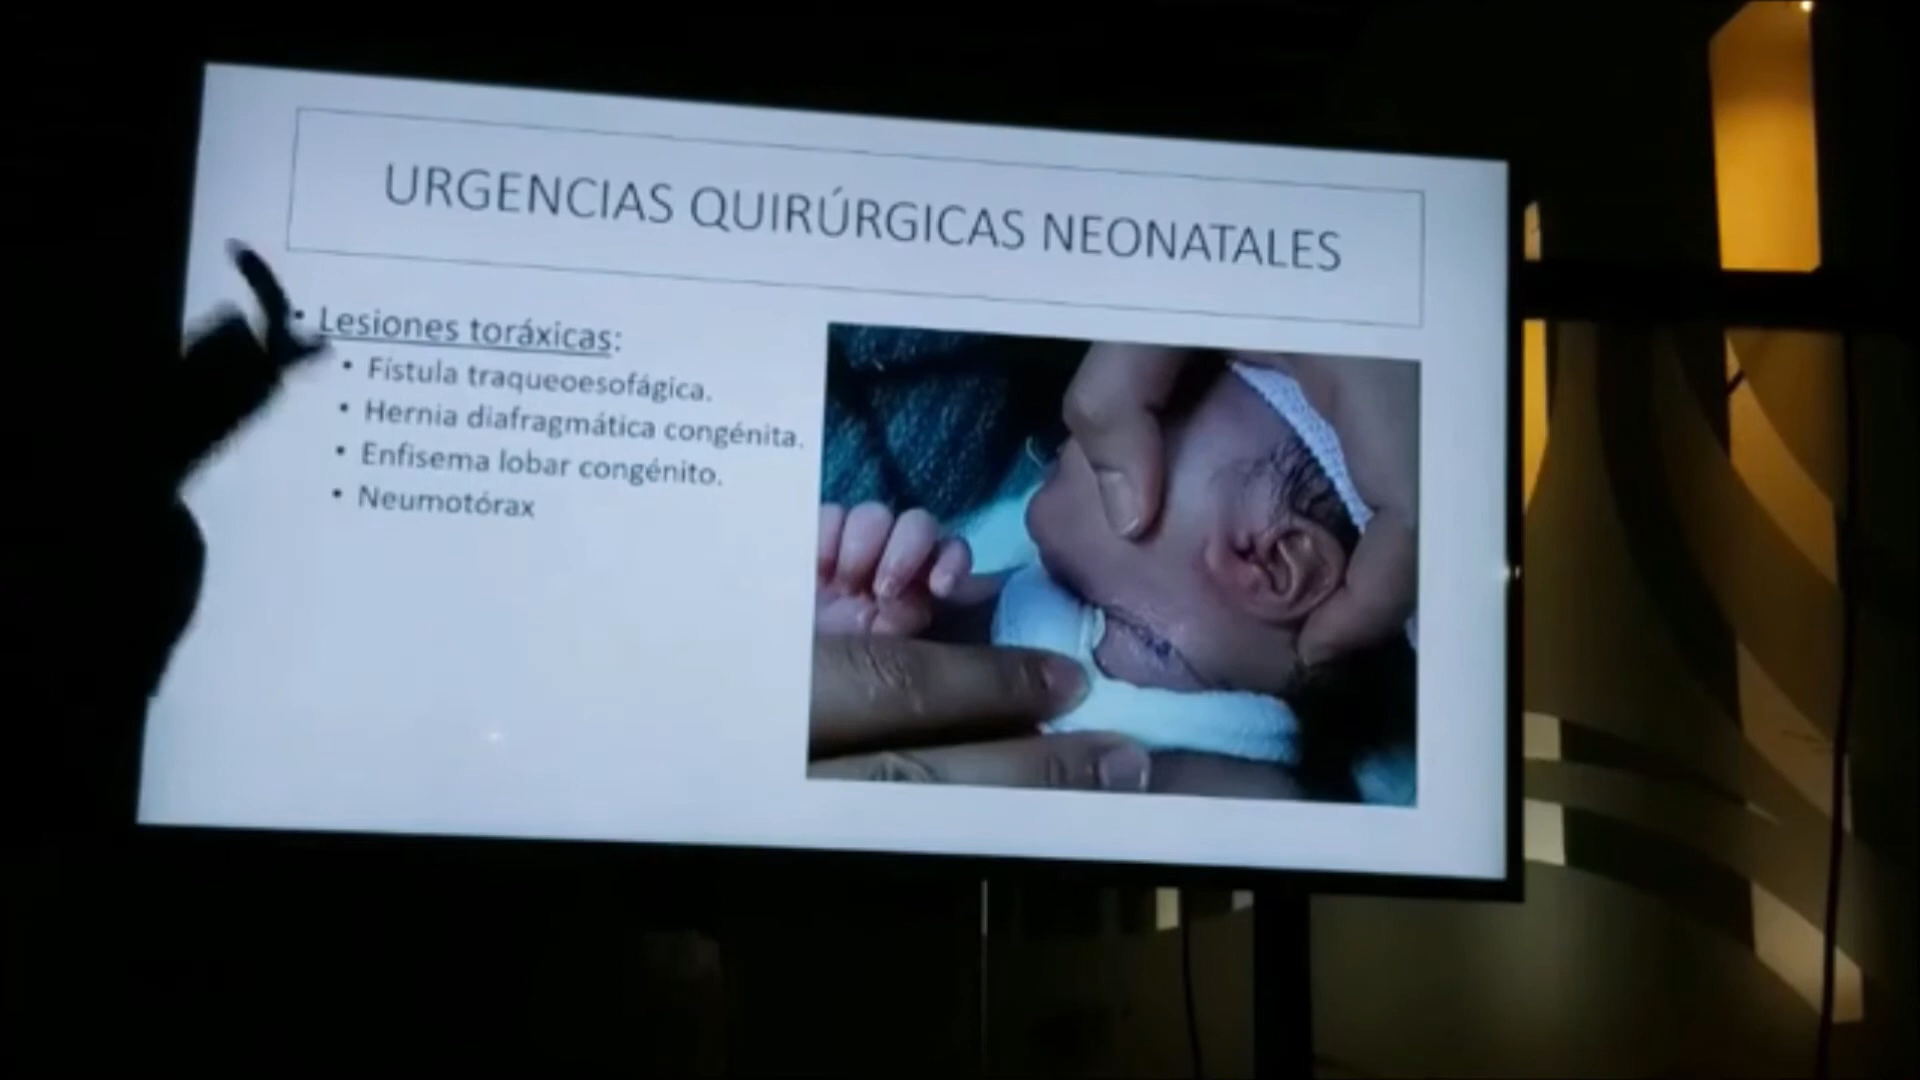 URGENCIAS QUIRÚRGICAS NEONATALES
• Lesiones toráxicas:
• Fístula traqueoesofágica.
• Hernia diafragmática congénita.
• Enfisema lobar congénito.
• Neumotórax